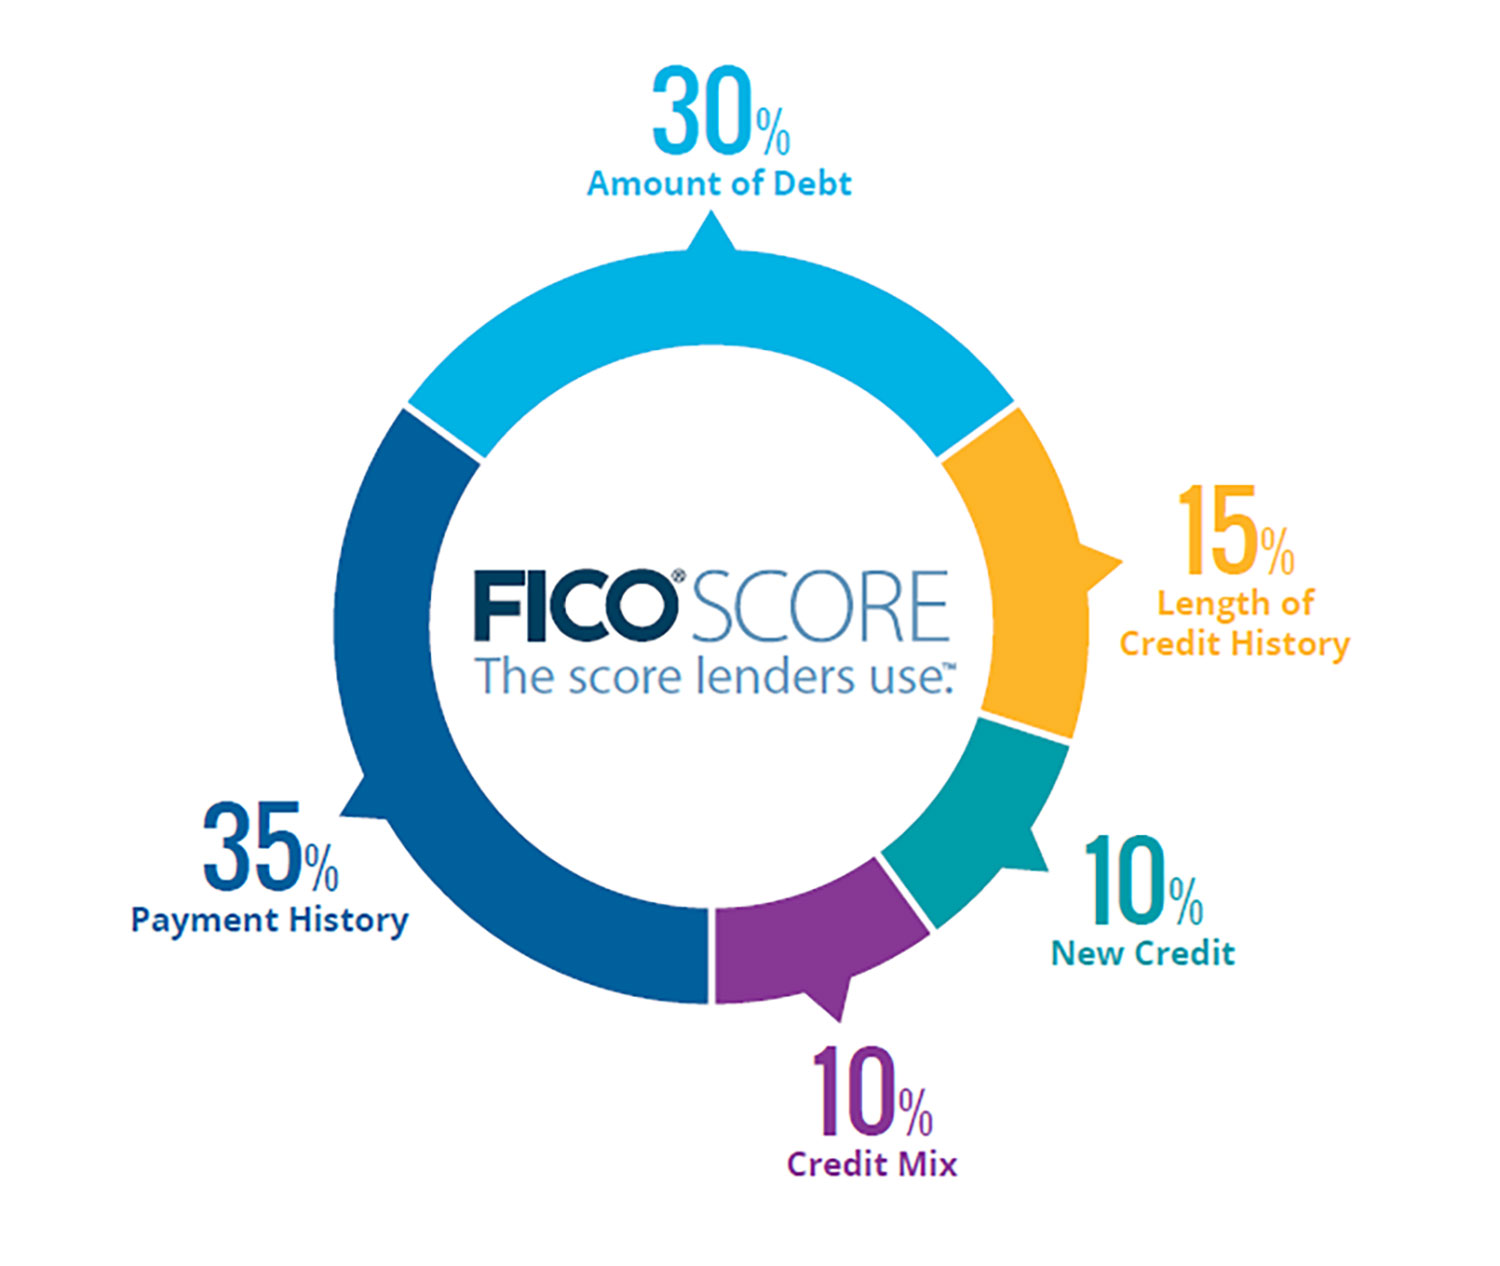 30%
Amount of Debt
15%
Length of
Credit History
FICO® SCORE
The score lenders use.™
35%
Payment History
10%
New Credit
10%
Credit Mix